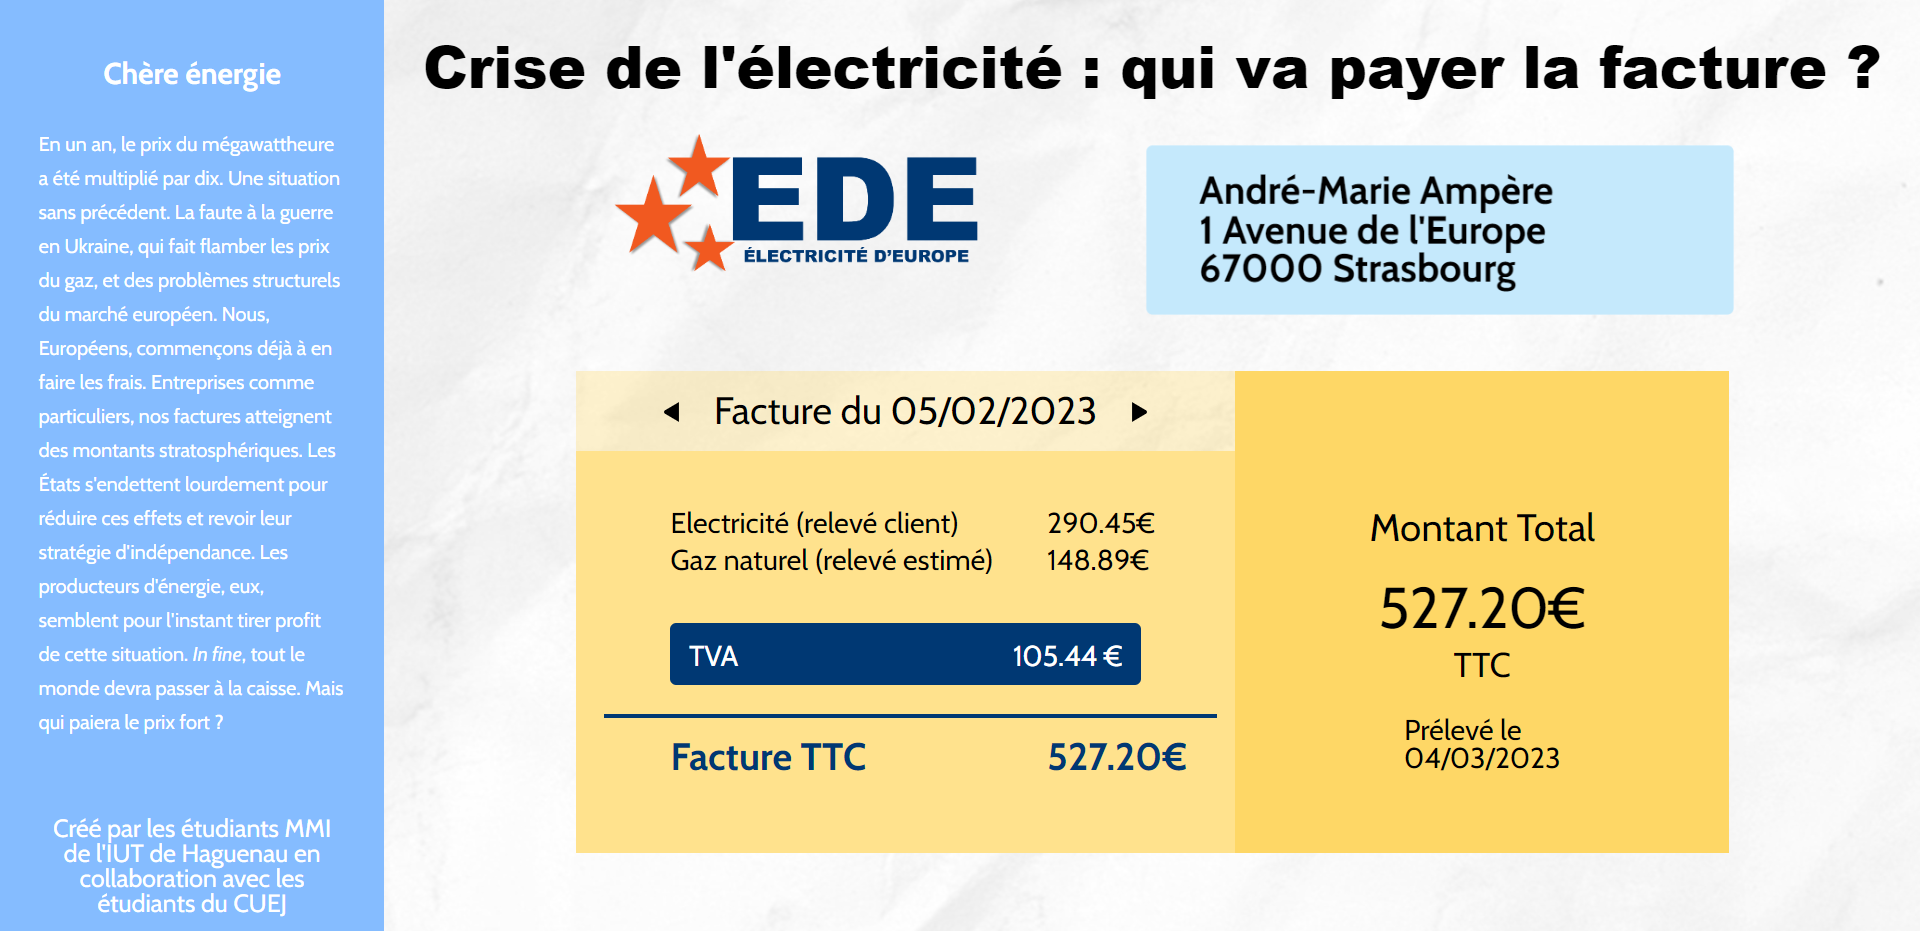 Chère énergie
En un an, le prix du mégawattheure
a été multiplié par dix. Une situation
sans précédent. La faute à la guerre
en Ukraine, qui fait flamber les prix
du gaz, et des problèmes structurels
du marché européen. Nous,
Européens, commençons déjà à en
faire les frais. Entreprises comme
particuliers, nos factures atteignent
des montants stratosphériques. Les
États s'endettent lourdement pour
réduire ces effets et revoir leur
stratégie d'indépendance. Les
producteurs d'énergie, eux,
semblent pour l'instant tirer profit
de cette situation. In fine, tout le
monde devra passer à la caisse. Mais
qui paiera le prix fort ?
Créé par les étudiants MMI
de l'IUT de Haguenau en
collaboration avec les
étudiants du CUEJ
Crise de l'électricité : qui va payer la facture ?
EDE
ÉLECTRICITÉ D’EUROPE
André-Marie Ampère
1 Avenue de l'Europe
67000 Strasbourg
Facture du 05/02/2023
Electricité (relevé client) 290.45€
Gaz naturel (relevé estimé) 148.89€
TVA 105.44 €
Facture TTC 527.20€
Montant Total
527.20€
TTC
Prélevé le
04/03/2023